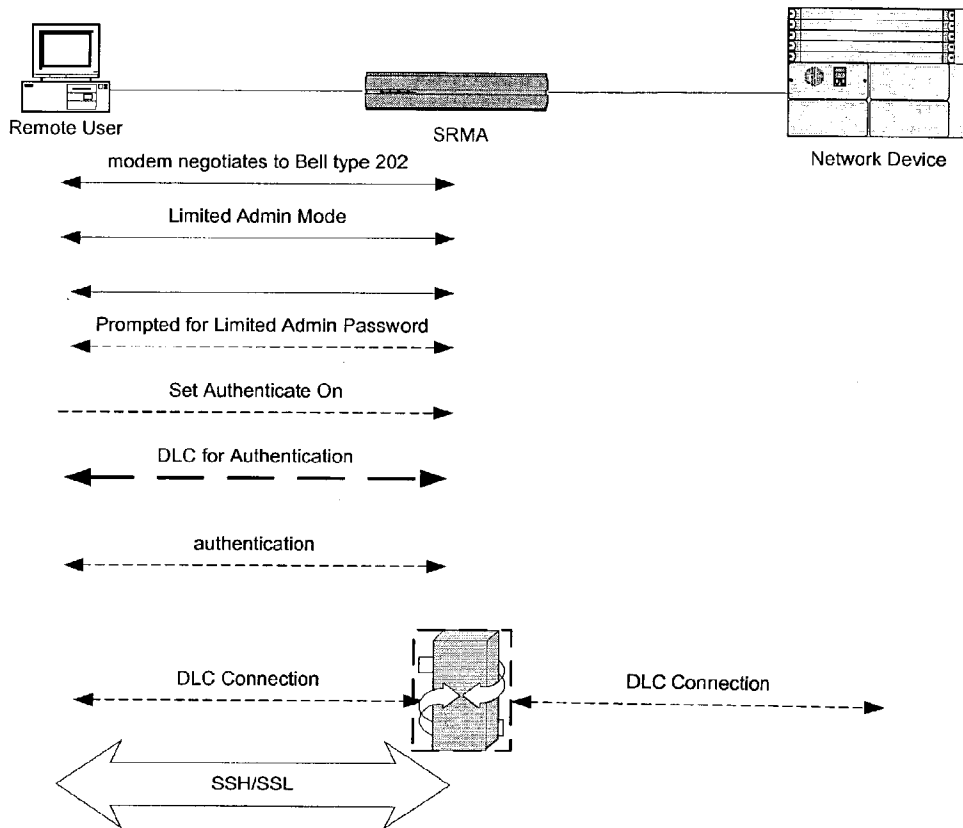 Remote User
SRMA
Network Device
modem negotiates to Bell type 202
Limited Admin Mode
Prompted for Limited Admin Password
Set Authenticate On
DLC for Authentication
authentication
DLC Connection
DLC Connection
SSH/SSL